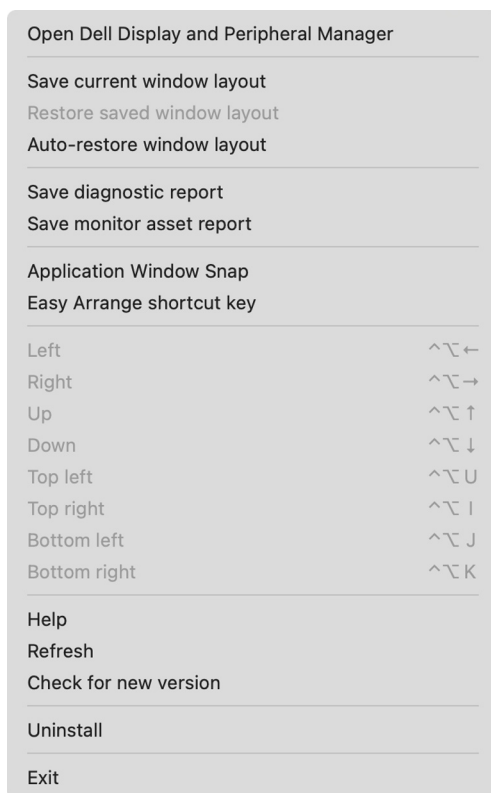 Open Dell Display and Peripheral Manager
Save current window layout
Restore saved window layout
Auto-restore window layout
Save diagnostic report
Save monitor asset report
Application Window Snap
Easy Arrange shortcut key
Left ^⌥←
Right ^⌥→
Up ^⌥↑
Down ^⌥↓
Top left ^⌥U
Top right ^⌥I
Bottom left ^⌥J
Bottom right ^⌥K
Help
Refresh
Check for new version
Uninstall
Exit